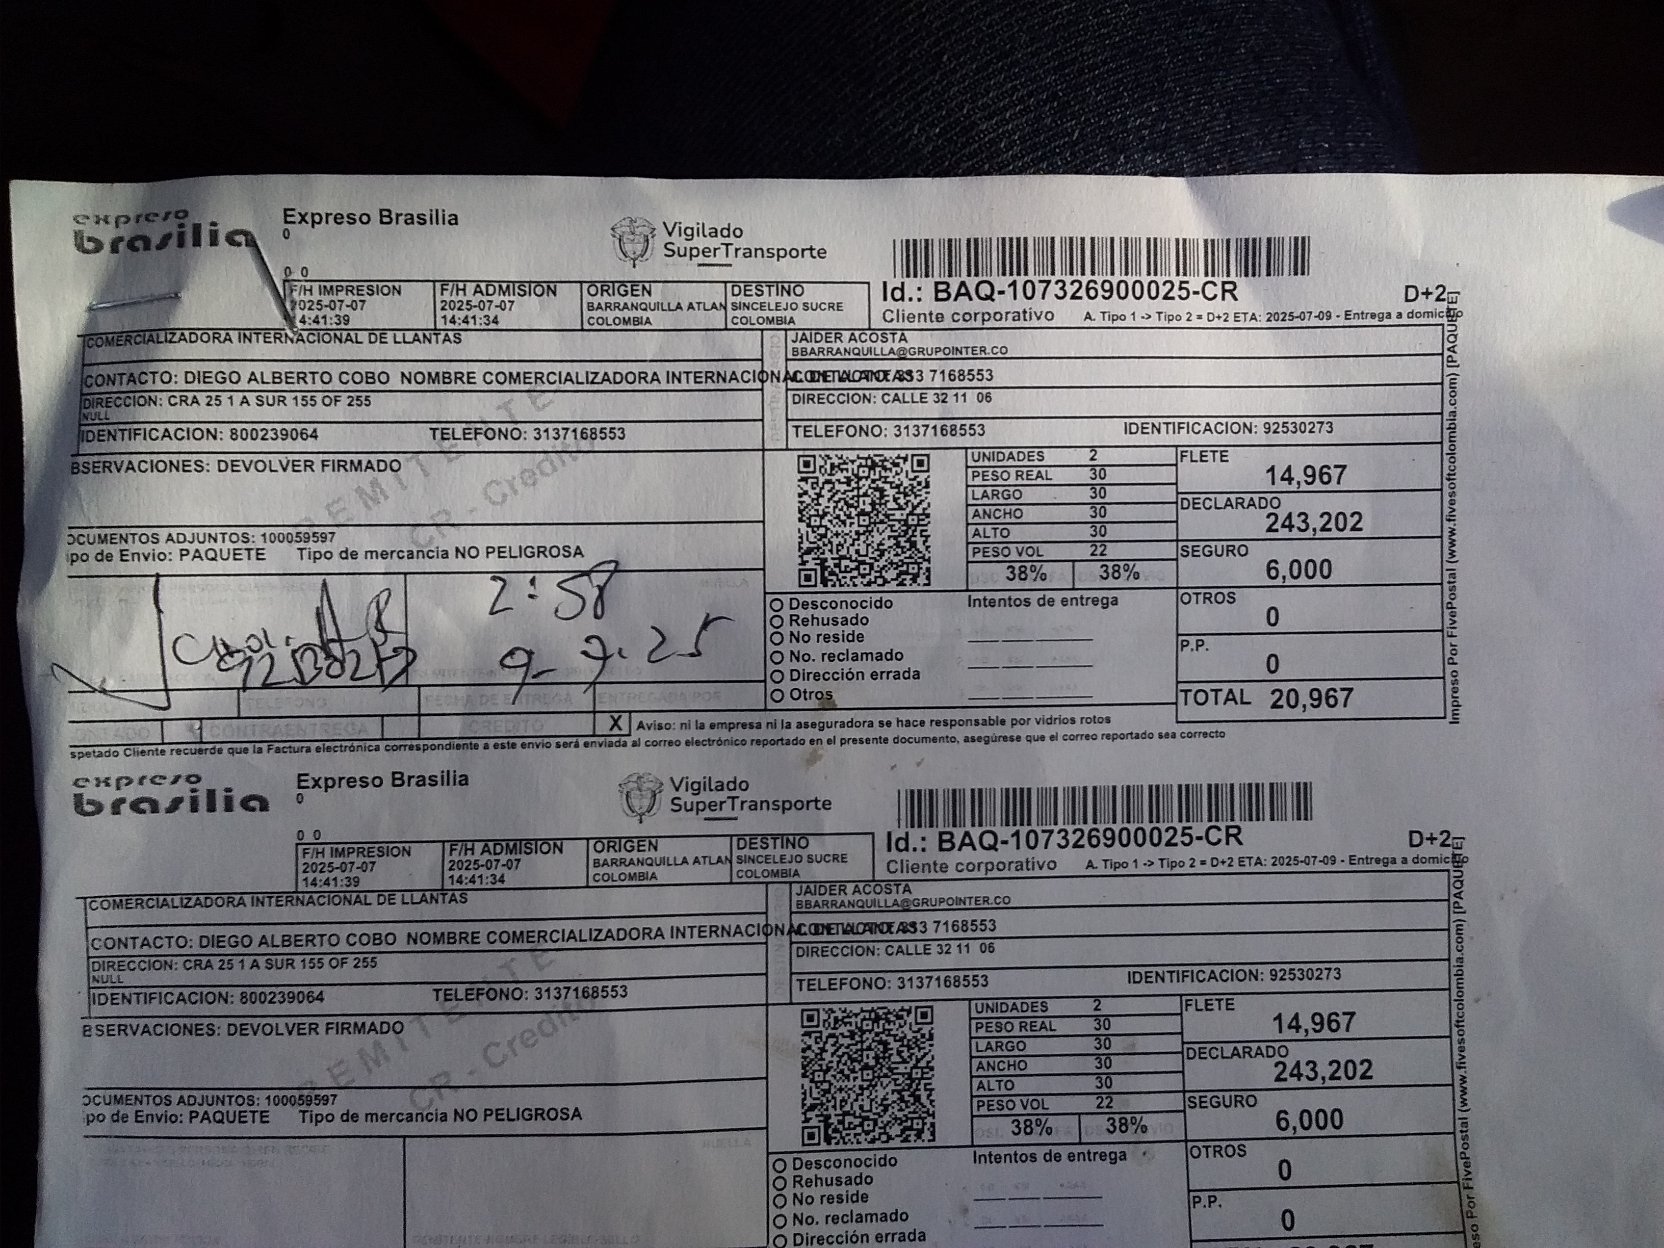 expreso
brasilia
Expreso Brasilia
0
0 0
Vigilado
SuperTransporte
F/H IMPRESION
2025-07-07
4:41:39
F/H ADMISION
2025-07-07
14:41:34
ORIGEN
BARRANQUILLA ATLAN
COLOMBIA
DESTINO
SINCELEJO SUCRE
COLOMBIA
Id.: BAQ-107326900025-CR
D+2
Cliente corporativo A. Tipo 1 -> Tipo 2 = D+2 ETA: 2025-07-09 - Entrega a domicilio
COMERCIALIZADORA INTERNACIONAL DE LLANTAS
CONTACTO: DIEGO ALBERTO COBO NOMBRE COMERCIALIZADORA INTERNACIONAL DE LLANTAS
DIRECCION: CRA 25 1 A SUR 155 OF 255
NULL
IDENTIFICACION: 800239064 TELEFONO: 3137168553
JAIDER ACOSTA
BBARRANQUILLA@GRUPOINTER.CO
313 7168553
DIRECCION: CALLE 32 11 06
TELEFONO: 3137168553 IDENTIFICACION: 92530273
BSERVACIONES: DEVOLVER FIRMADO
REMITENTE
CR - Credito
OCUMENTOS ADJUNTOS: 100059597
ipo de Envio: PAQUETE Tipo de mercancia NO PELIGROSA
2:58
9-7.25
UNIDADES 2
PESO REAL 30
LARGO 30
ANCHO 30
ALTO 30
PESO VOL 22
38% 38%
FLETE
14,967
DECLARADO
243,202
SEGURO
6,000
OTROS
0
P.P.
0
TOTAL 20,967
Desconocido
Rehusado
No reside
No. reclamado
Dirección errada
Otros
Intentos de entrega
X Aviso: ni la empresa ni la aseguradora se hace responsable por vidrios rotos
spetado Cliente recuerde que la Factura electrónica correspondiente a este envio será enviada al correo electrónico reportado en el presente documento, asegúrese que el correo reportado sea correcto
Impreso Por FivePostal (www.fivesoftcolombia.com) [PAQUETE]
expreso
brasilia
Expreso Brasilia
0
0 0
Vigilado
SuperTransporte
F/H IMPRESION
2025-07-07
14:41:39
F/H ADMISION
2025-07-07
14:41:34
ORIGEN
BARRANQUILLA ATLAN
COLOMBIA
DESTINO
SINCELEJO SUCRE
COLOMBIA
Id.: BAQ-107326900025-CR
D+2
Cliente corporativo A. Tipo 1 -> Tipo 2 = D+2 ETA: 2025-07-09 - Entrega a domicilio
COMERCIALIZADORA INTERNACIONAL DE LLANTAS
CONTACTO: DIEGO ALBERTO COBO NOMBRE COMERCIALIZADORA INTERNACIONAL DE LLANTAS
DIRECCION: CRA 25 1 A SUR 155 OF 255
NULL
IDENTIFICACION: 800239064 TELEFONO: 3137168553
JAIDER ACOSTA
BBARRANQUILLA@GRUPOINTER.CO
313 7168553
DIRECCION: CALLE 32 11 06
TELEFONO: 3137168553 IDENTIFICACION: 92530273
BSERVACIONES: DEVOLVER FIRMADO
REMITENTE
CR - Credito
OCUMENTOS ADJUNTOS: 100059597
ipo de Envio: PAQUETE Tipo de mercancia NO PELIGROSA
UNIDADES 2
PESO REAL 30
LARGO 30
ANCHO 30
ALTO 30
PESO VOL 22
38% 38%
FLETE
14,967
DECLARADO
243,202
SEGURO
6,000
OTROS
0
P.P.
0
Desconocido
Rehusado
No reside
No. reclamado
Dirección errada
Intentos de entrega
eso Por FivePostal (www.fivesoftcolombia.com) [PAQUETE]